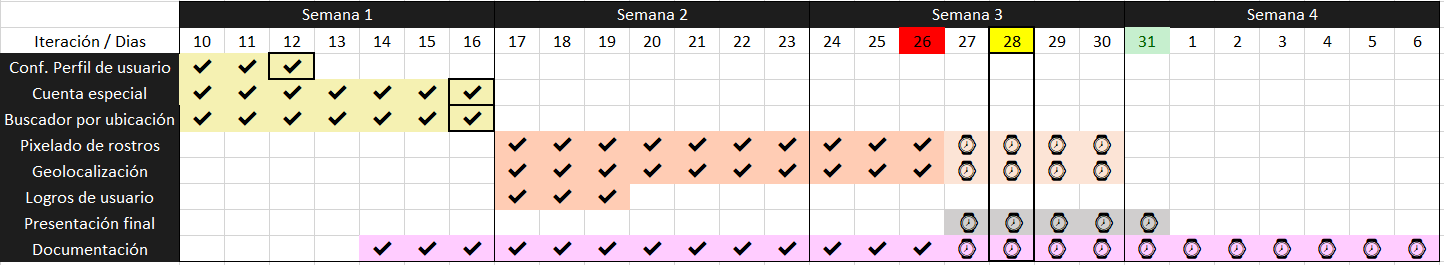 Semana 1 Semana 2 Semana 3 Semana 4
Iteración / Dias 10 11 12 13 14 15 16 17 18 19 20 21 22 23 24 25 26 27 28 29 30 31 1 2 3 4 5 6
Conf. Perfil de usuario ✔ ✔ ✔
Cuenta especial ✔ ✔ ✔ ✔ ✔ ✔ ✔
Buscador por ubicación ✔ ✔ ✔ ✔ ✔ ✔ ✔
Pixelado de rostros ✔ ✔ ✔ ✔ ✔ ✔ ✔ ✔ ✔ ✔
Geolocalización ✔ ✔ ✔ ✔ ✔ ✔ ✔ ✔ ✔ ✔
Logros de usuario ✔ ✔ ✔
Presentación final
Documentación ✔ ✔ ✔ ✔ ✔ ✔ ✔ ✔ ✔ ✔ ✔ ✔ ✔